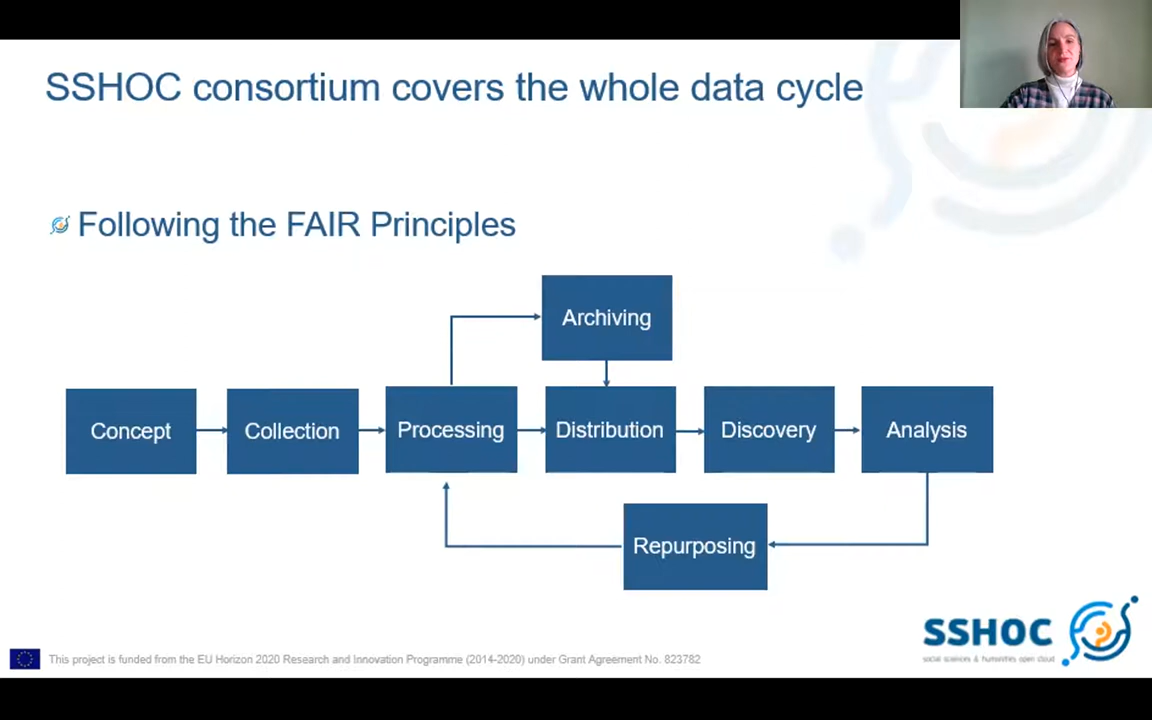 SSHOC consortium covers the whole data cycle
Following the FAIR Principles
Archiving
Concept
Collection
Processing
Distribution
Discovery
Analysis
Repurposing
SSHOC
social sciences & humanities open cloud
This project is funded from the EU Horizon 2020 Research and Innovation Programme (2014-2020) under Grant Agreement No. 823782